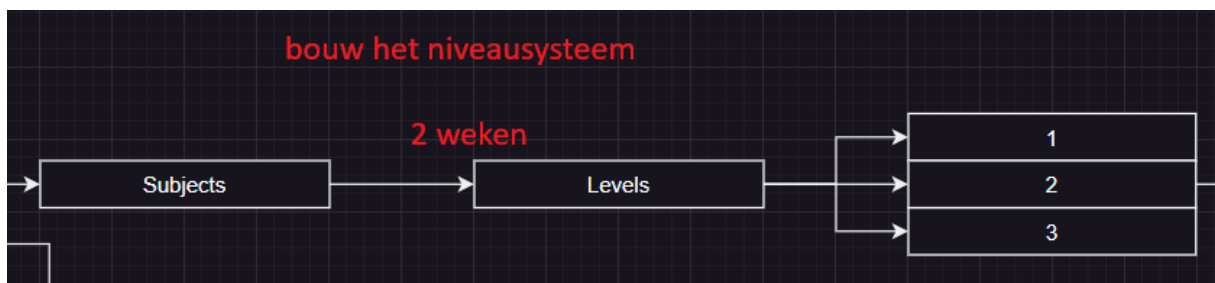 bouw het niveausysteem
2 weken
Subjects
Levels
1
2
3